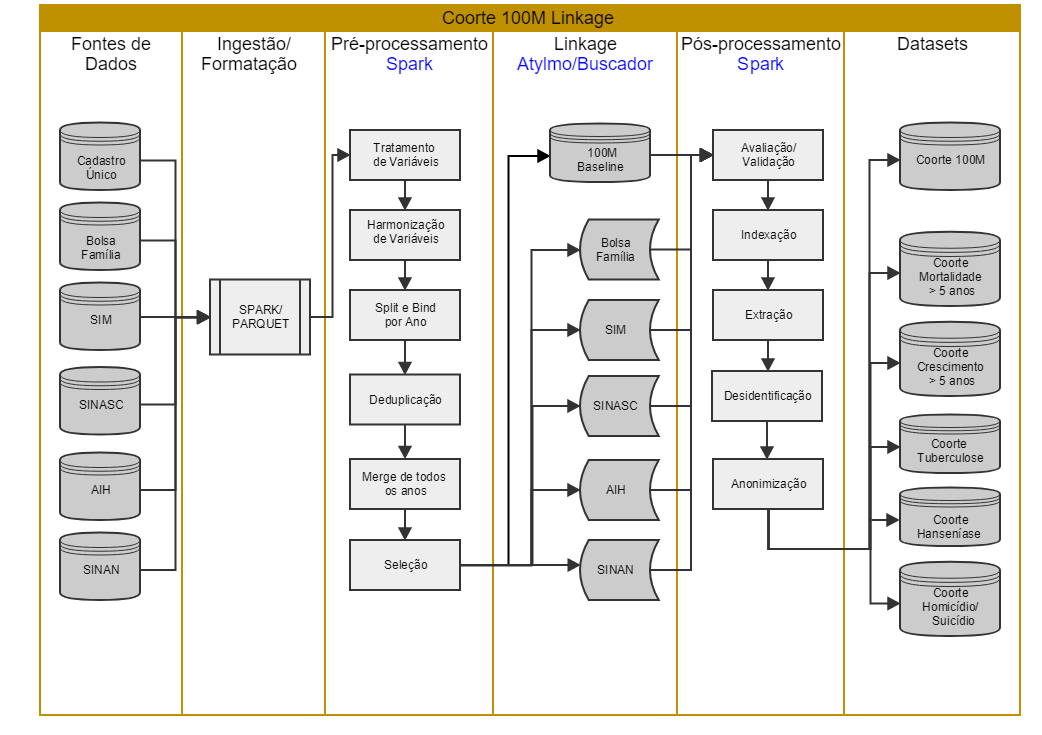 Coorte 100M Linkage
Fontes de
Dados
Ingestão/
Formatação
Pré-processamento
Spark
Linkage
Atylmo/Buscador
Pós-processamento
Spark
Datasets
Cadastro
Único
Bolsa
Família
SIM
SINASC
AIH
SINAN
SPARK/
PARQUET
Tratamento
de Variáveis
Harmonização
de Variáveis
Split e Bind
por Ano
Deduplicação
Merge de todos
os anos
Seleção
100M
Baseline
Bolsa
Família
SIM
SINASC
AIH
SINAN
Avaliação/
Validação
Indexação
Extração
Desidentificação
Anonimização
Coorte 100M
Coorte
Mortalidade
> 5 anos
Coorte
Crescimento
> 5 anos
Coorte
Tuberculose
Coorte
Hanseníase
Coorte
Homicídio/
Suicídio